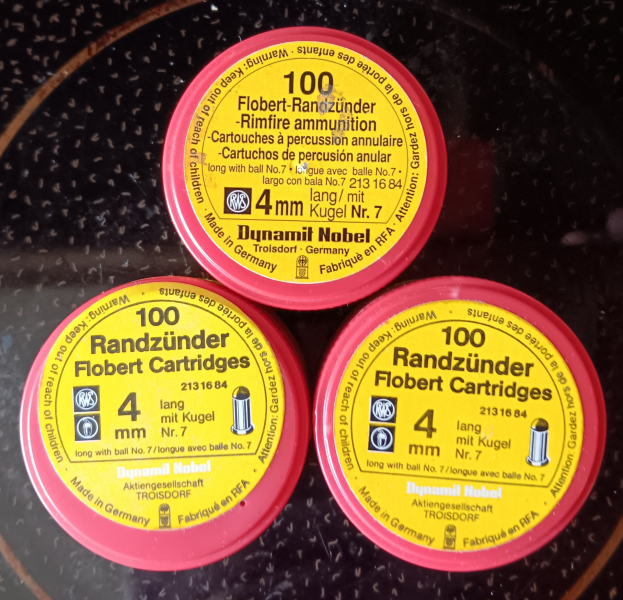 Warning: Keep out of reach of children · Made in Germany
Attention: Gardez hors de la portée des enfants · Fabriqué en RFA
100
Flobert-Randzünder
-Rimfire ammunition
-Cartouches à percussion annulaire
-Cartuchos de percusión anular
long with ball No.7 · longue avec balle No.7 ·
largo con bala No.7 213 16 84
RWS 4 mm lang/mit
Kugel Nr. 7
Dynamit Nobel
Troisdorf · Germany
Warning: Keep out of reach of children · Made in Germany
Attention: Gardez hors de la portée des enfants · Fabriqué en RFA
100
Randzünder
Flobert Cartridges
213 16 84
RWS 4 mm
lang
mit Kugel
Nr. 7
long with ball No. 7/longue avec balle No. 7
Dynamit Nobel
Aktiengesellschaft
TROISDORF
Warning: Keep out of reach of children · Made in Germany
Attention: Gardez hors de la portée des enfants · Fabriqué en RFA
100
Randzünder
Flobert Cartridges
213 16 84
RWS 4 mm
lang
mit Kugel
Nr. 7
long with ball No. 7/longue avec balle No. 7
Dynamit Nobel
Aktiengesellschaft
TROISDORF